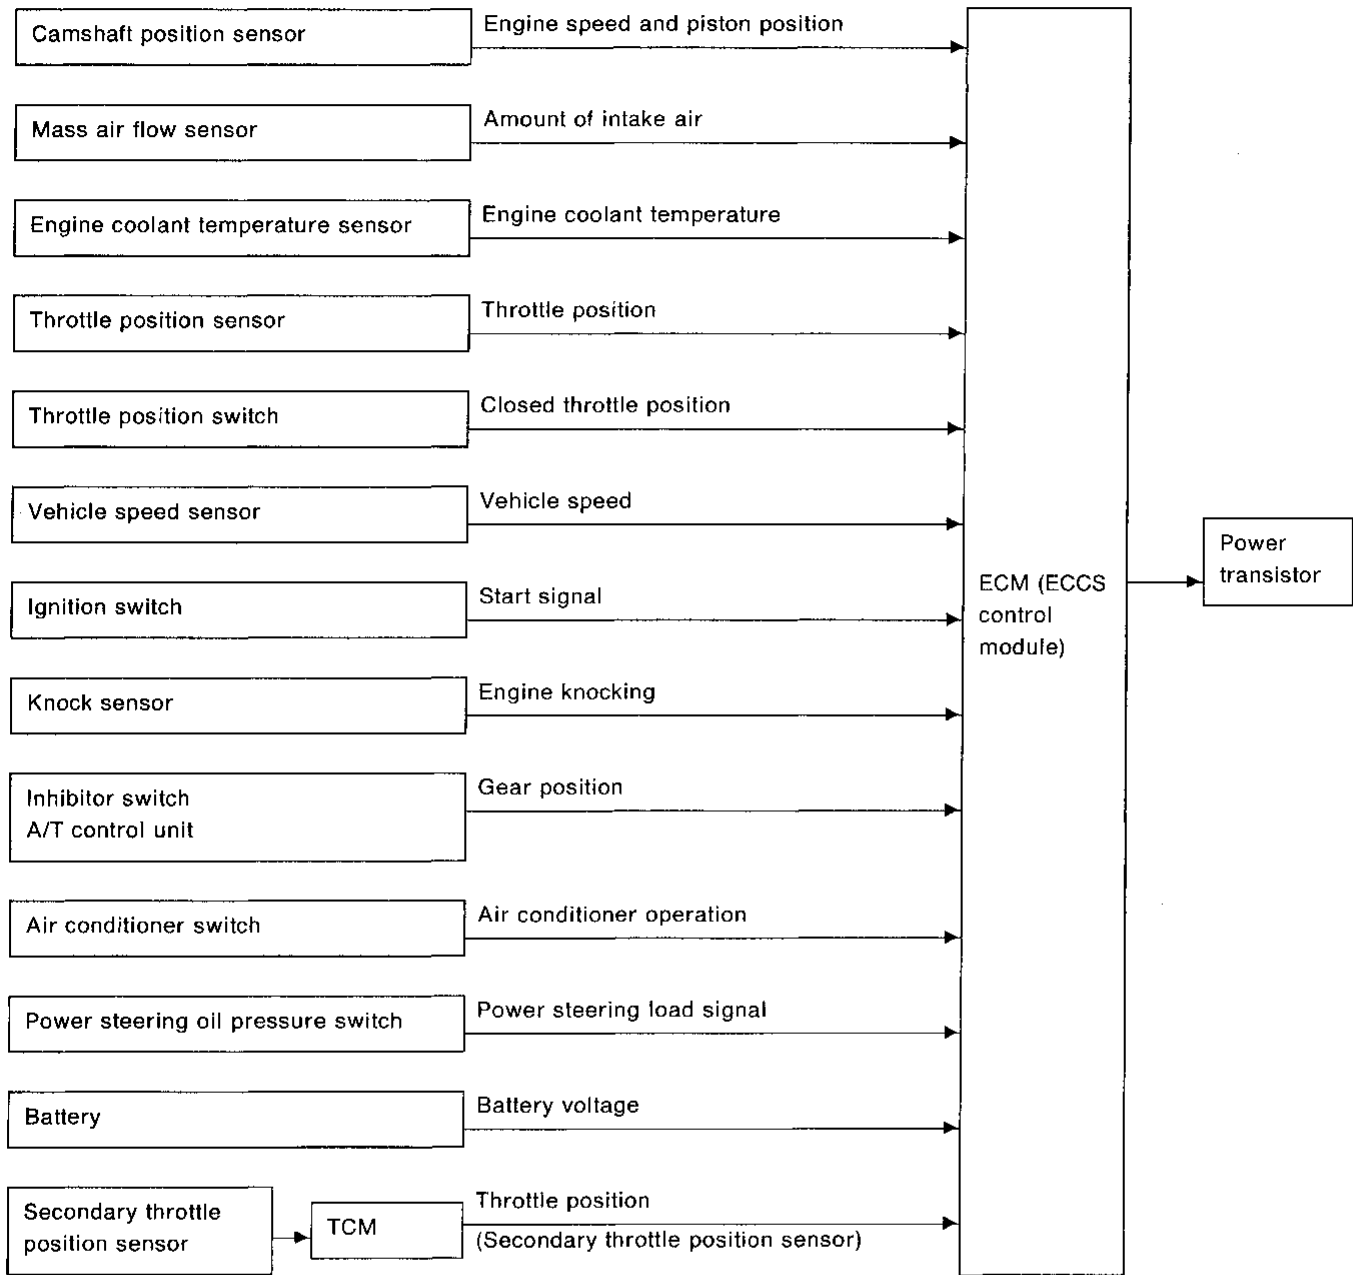 Camshaft position sensor
Engine speed and piston position
Mass air flow sensor
Amount of intake air
Engine coolant temperature sensor
Engine coolant temperature
Throttle position sensor
Throttle position
Throttle position switch
Closed throttle position
Vehicle speed sensor
Vehicle speed
Ignition switch
Start signal
Knock sensor
Engine knocking
Inhibitor switch
A/T control unit
Gear position
Air conditioner switch
Air conditioner operation
Power steering oil pressure switch
Power steering load signal
Battery
Battery voltage
Secondary throttle
position sensor
TCM
Throttle position
(Secondary throttle position sensor)
ECM (ECCS
control
module)
Power
transistor